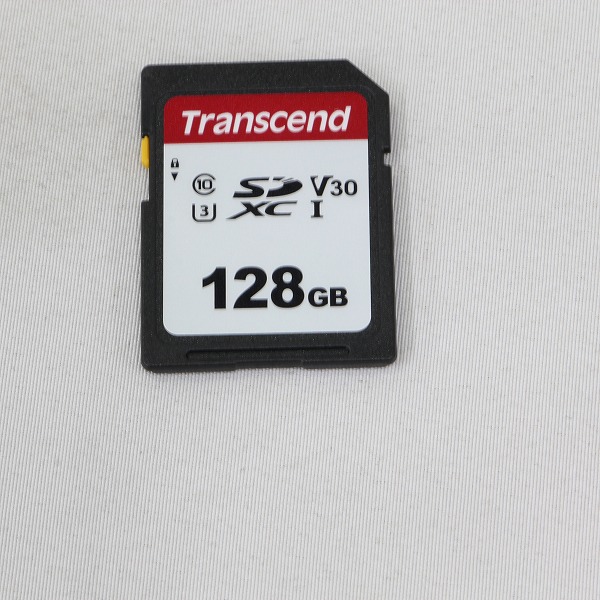 Transcend
10 SD V30
3 XC I
128GB